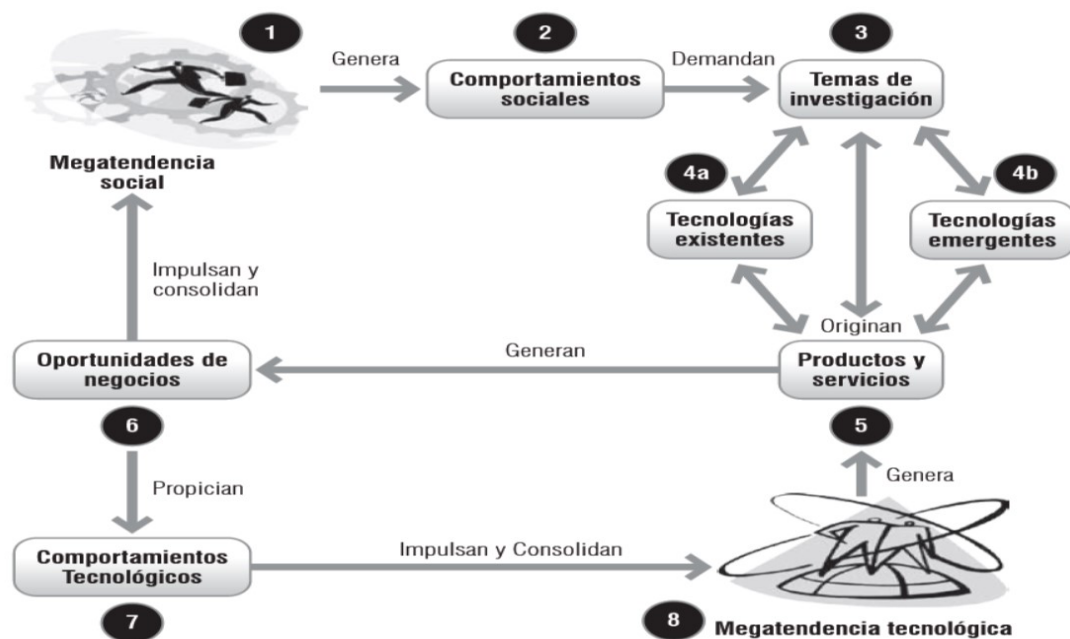 1
2
3
Genera
Demandan
Comportamientos
sociales
Temas de
investigación
Megatendencia
social
4a
4b
Tecnologías
existentes
Tecnologías
emergentes
Impulsan y
consolidan
Originan
Oportunidades de
negocios
Generan
Productos y
servicios
6
5
Propician
Genera
Comportamientos
Tecnológicos
Impulsan y Consolidan
7
8
Megatendencia tecnológica